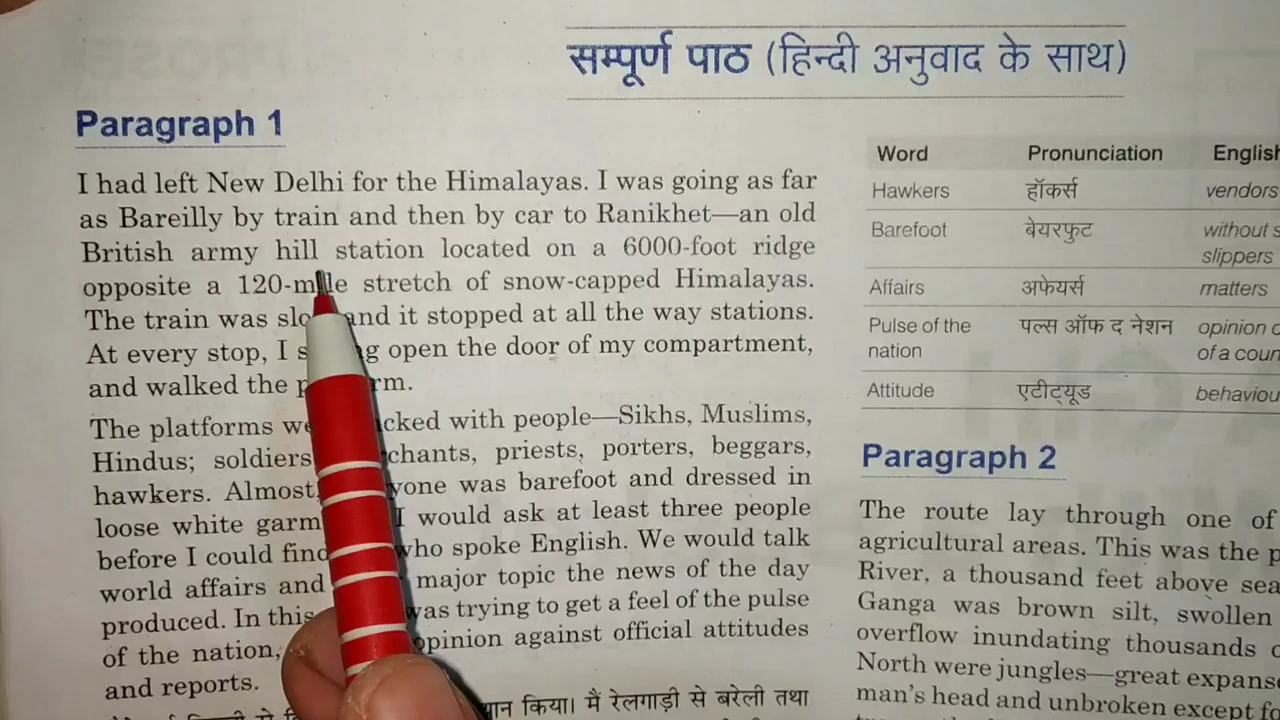 सम्पूर्ण पाठ (हिन्दी अनुवाद के साथ)
Paragraph 1
I had left New Delhi for the Himalayas. I was going as far
as Bareilly by train and then by car to Ranikhet—an old
British army hill station located on a 6000-foot ridge
opposite a 120-mile stretch of snow-capped Himalayas.
The train was slo and it stopped at all the way stations.
At every stop, I s g open the door of my compartment,
and walked the p rm.
The platforms we cked with people—Sikhs, Muslims,
Hindus; soldiers chants, priests, porters, beggars,
hawkers. Almost yone was barefoot and dressed in
loose white garm I would ask at least three people
before I could find who spoke English. We would talk
world affairs and major topic the news of the day
produced. In this was trying to get a feel of the pulse
of the nation, opinion against official attitudes
and reports.
ान किया। मैं रेलगाड़ी से बरेली तथा
Word Pronunciation English
Hawkers हॉकर्स vendors
Barefoot बेयरफुट without s
slippers
Affairs अफेयर्स matters
Pulse of the nation पल्स ऑफ द नेशन opinion o
of a coun
Attitude एटीट्यूड behaviou
Paragraph 2
The route lay through one of
agricultural areas. This was the p
River, a thousand feet above sea
Ganga was brown silt, swollen
overflow inundating thousands o
North were jungles—great expanse
man's head and unbroken except fo